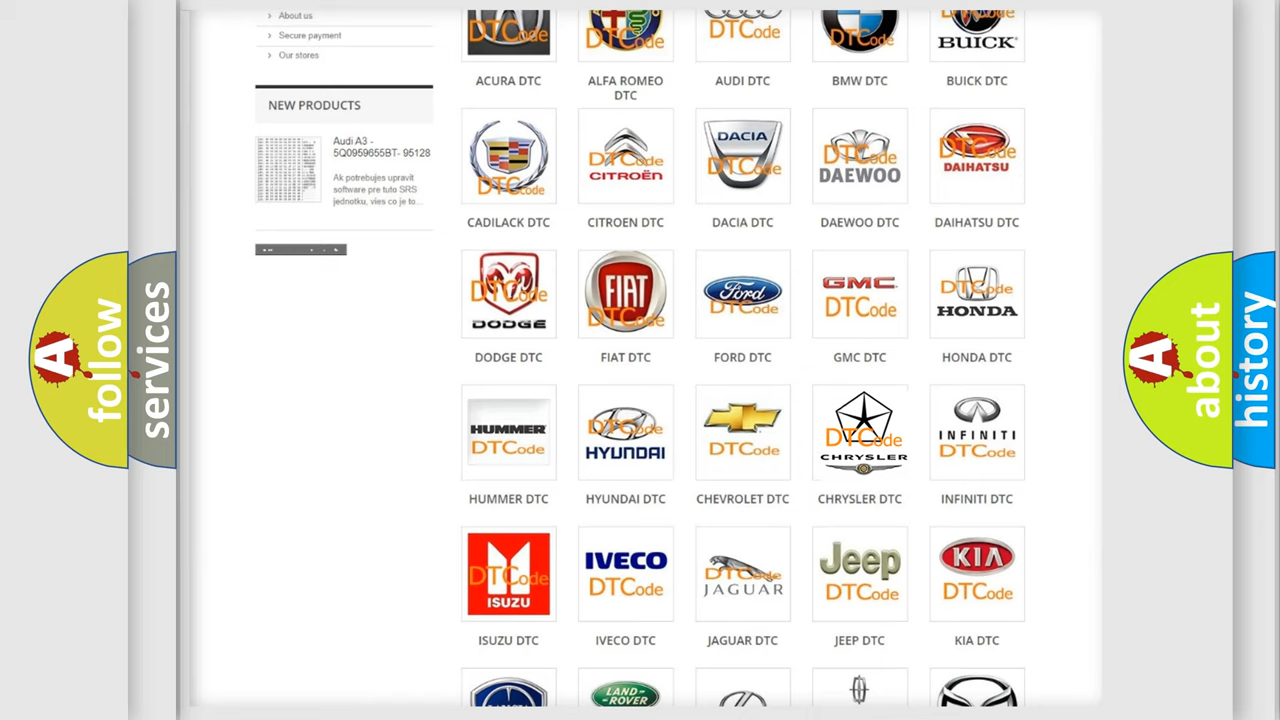 About us
Secure payment
Our stores
NEW PRODUCTS
Audi A3 -
5Q0959655BT- 95128
Ak potrebujes upravit
software pre tuto SRS
jednotku, vies co je to...
DTCode
DTCode
DTCode
DTCode
BUICK
ACURA DTC
ALFA ROMEO
DTC
AUDI DTC
BMW DTC
BUICK DTC
DTCode
DTCode
CITROËN
DACIA
DTCode
DTCode
DAEWOO
DTCode
DAIHATSU
CADILACK DTC
CITROEN DTC
DACIA DTC
DAEWOO DTC
DAIHATSU DTC
DTCode
DODGE
FIAT
DTCode
Ford
DTCode
GMC
DTCode
DTCode
HONDA
DODGE DTC
FIAT DTC
FORD DTC
GMC DTC
HONDA DTC
HUMMER
DTCode
DTCode
HYUNDAI
DTCode
DTCode
CHRYSLER
INFINITI
DTCode
HUMMER DTC
HYUNDAI DTC
CHEVROLET DTC
CHRYSLER DTC
INFINITI DTC
DTCode
ISUZU
IVECO
DTCode
DTCode
JAGUAR
Jeep
DTCode
KIA
DTCode
ISUZU DTC
IVECO DTC
JAGUAR DTC
JEEP DTC
KIA DTC
LAND-
ROVER
A
follow
services
A
about
history